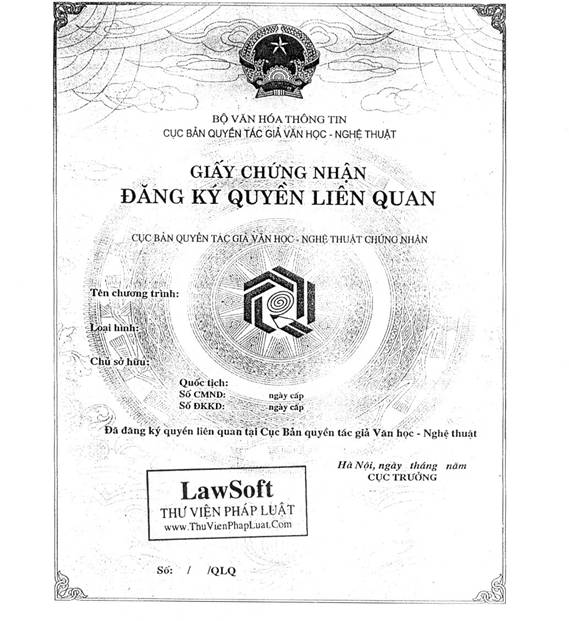 BỘ VĂN HÓA THÔNG TIN
CỤC BẢN QUYỀN TÁC GIẢ VĂN HỌC - NGHỆ THUẬT
GIẤY CHỨNG NHẬN
ĐĂNG KÝ QUYỀN LIÊN QUAN
CỤC BẢN QUYỀN TÁC GIẢ VĂN HỌC - NGHỆ THUẬT CHỨNG NHẬN
Tên chương trình:
Loại hình:
Chủ sở hữu:
Quốc tịch:
Số CMND: ngày cấp
Số ĐKKD: ngày cấp
Đã đăng ký quyền liên quan tại Cục Bản quyền tác giả Văn học - Nghệ thuật
Hà Nội, ngày tháng năm
CỤC TRƯỞNG
LawSoft
THƯ VIỆN PHÁP LUẬT
www.ThuVienPhapLuat.Com
Số: / /QLQ